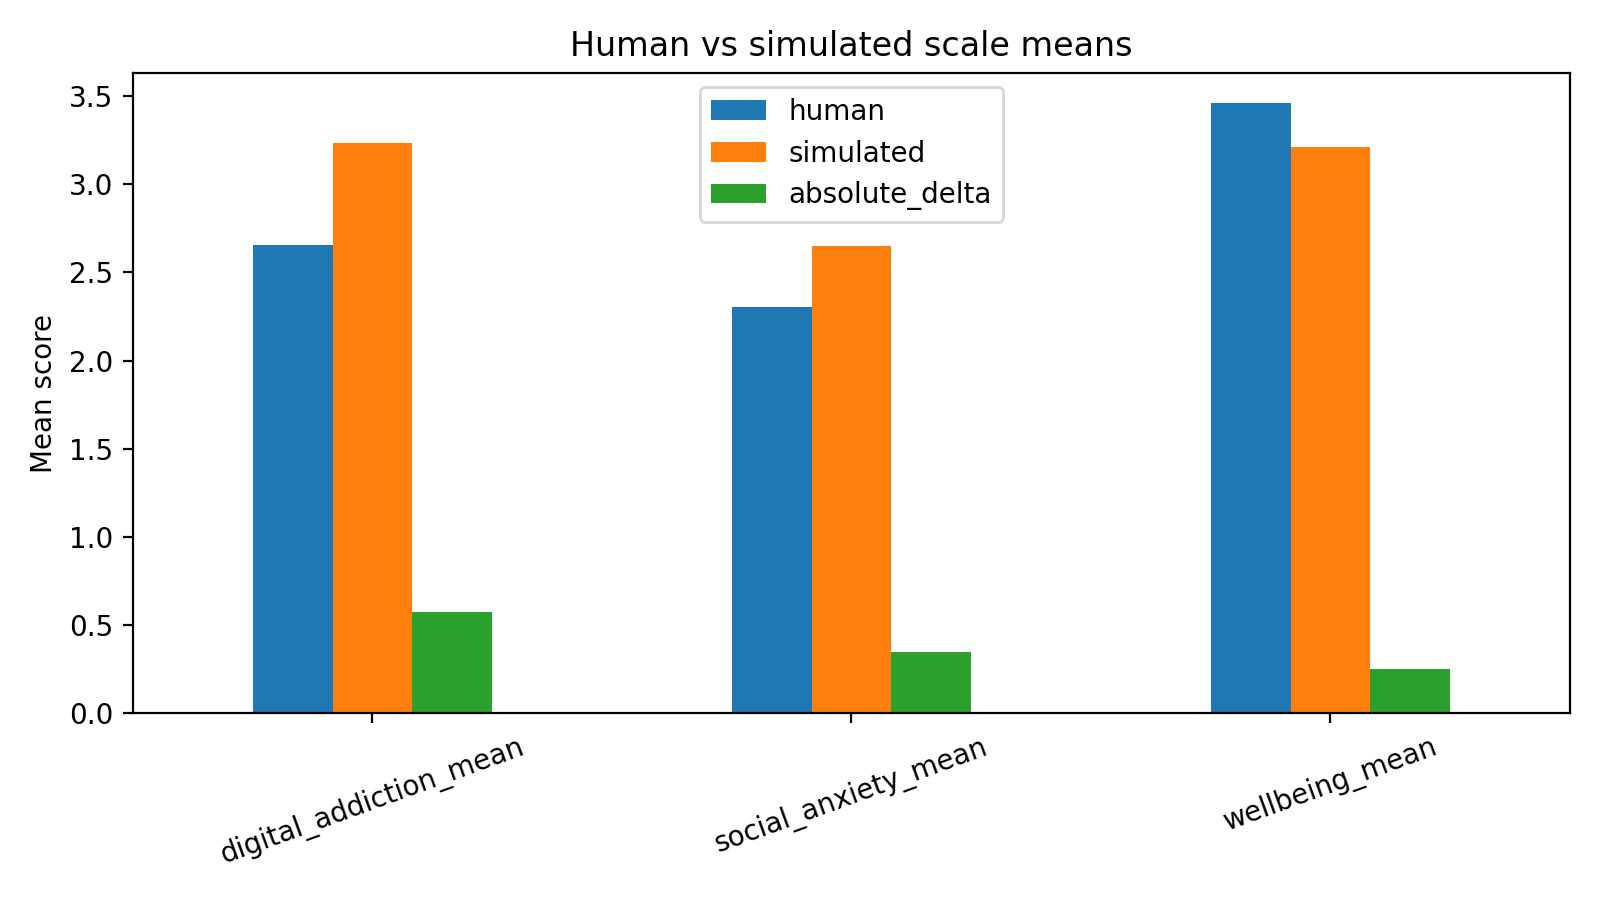 Human vs simulated scale means
human
simulated
absolute_delta
Mean score
3.5
3.0
2.5
2.0
1.5
1.0
0.5
0.0
digital_addiction_mean
social_anxiety_mean
wellbeing_mean